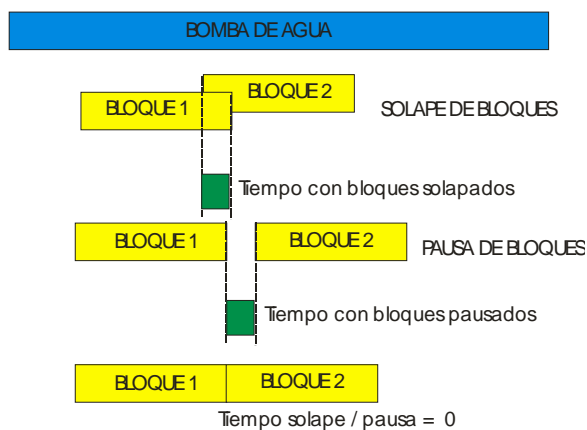 BOMBA DE AGUA
BLOQUE 2
BLOQUE 1
SOLAPE DE BLOQUES
Tiempo con bloques solapados
BLOQUE 1
BLOQUE 2
PAUSA DE BLOQUES
Tiempo con bloques pausados
BLOQUE 1
BLOQUE 2
Tiempo solape / pausa = 0